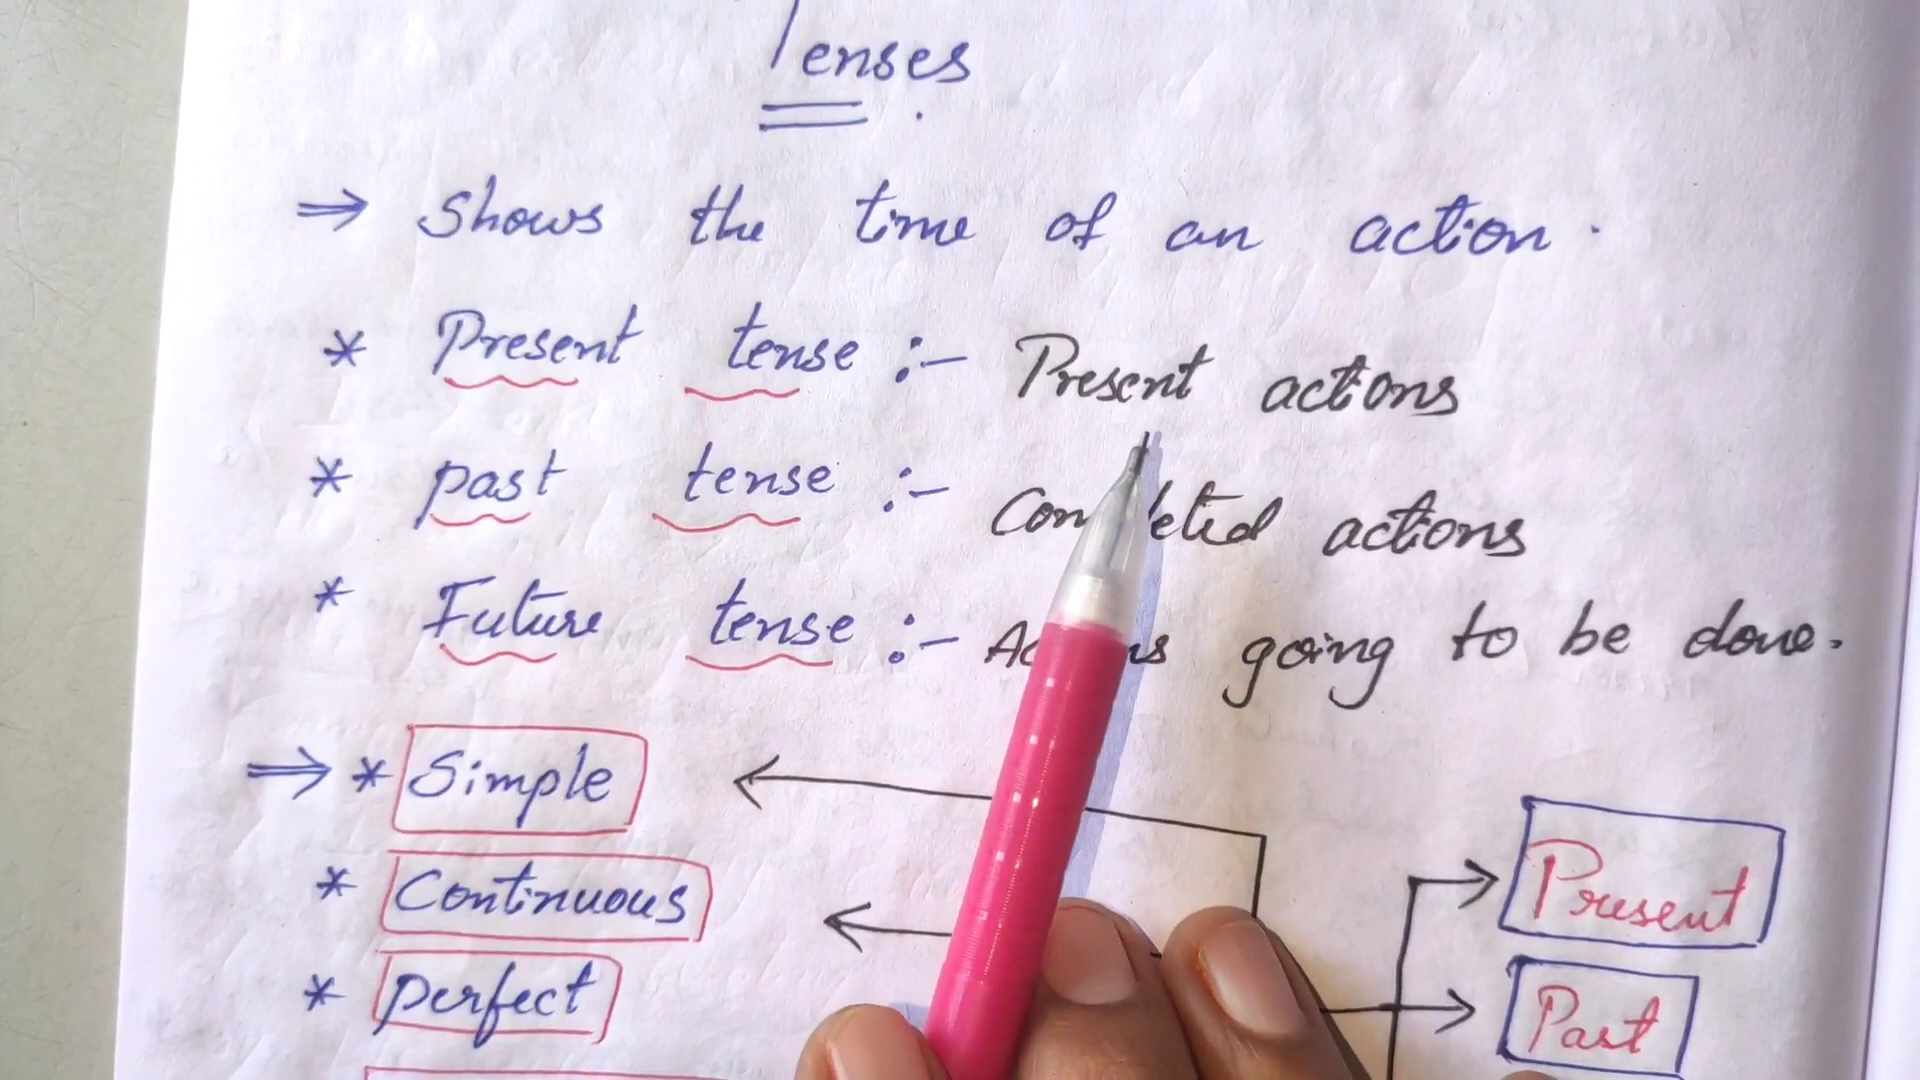 Tenses
⇒ Shows the time of an action.
* Present tense :- Present actions
* past tense :- Completed actions
* Future tense :- Actions going to be done.
⇒ * Simple
* Continuous
* perfect
Present
Past